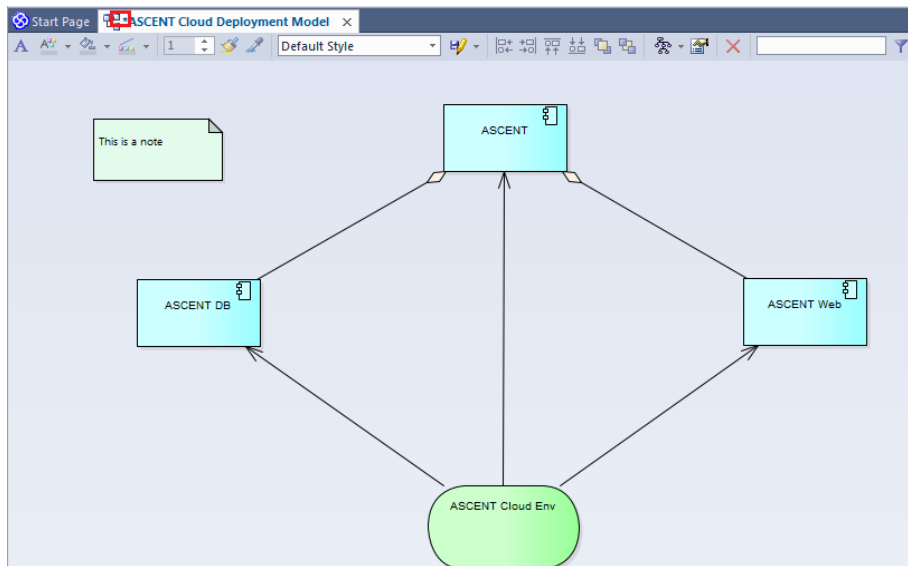 Start Page
ASCENT Cloud Deployment Model
A
1
Default Style
This is a note
ASCENT
ASCENT DB
ASCENT Web
ASCENT Cloud Env